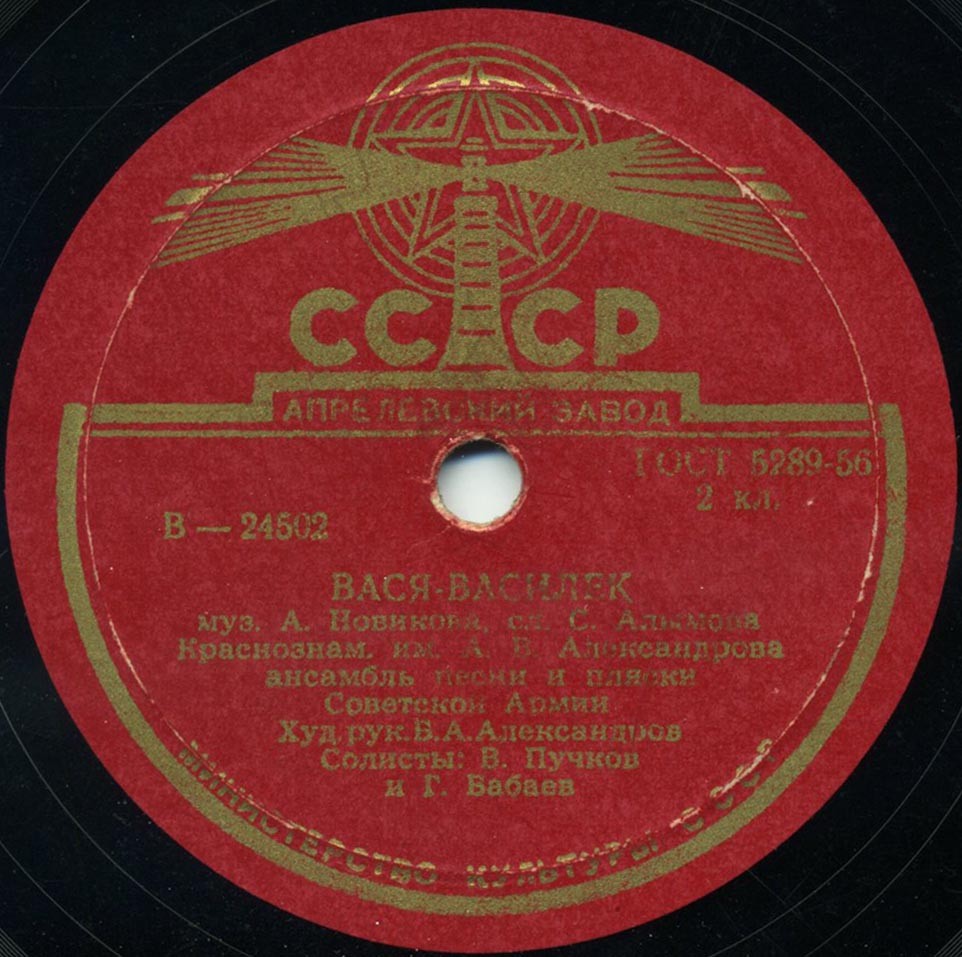 СССР
АПРЕЛЕВСКИЙ ЗАВОД
ГОСТ 5289-56
2 кл.
В — 24502
ВАСЯ-ВАСИЛЕК
муз. А. Новикова, сл. С. Алымова
Краснознам. им. А. В. Александрова
ансамбль песни и пляски
Советской Армии
Худ.рук.Б.А.Александров
Солисты: В. Пучков
и Г. Бабаев
МИНИСТЕРСТВО КУЛЬТУРЫ СССР